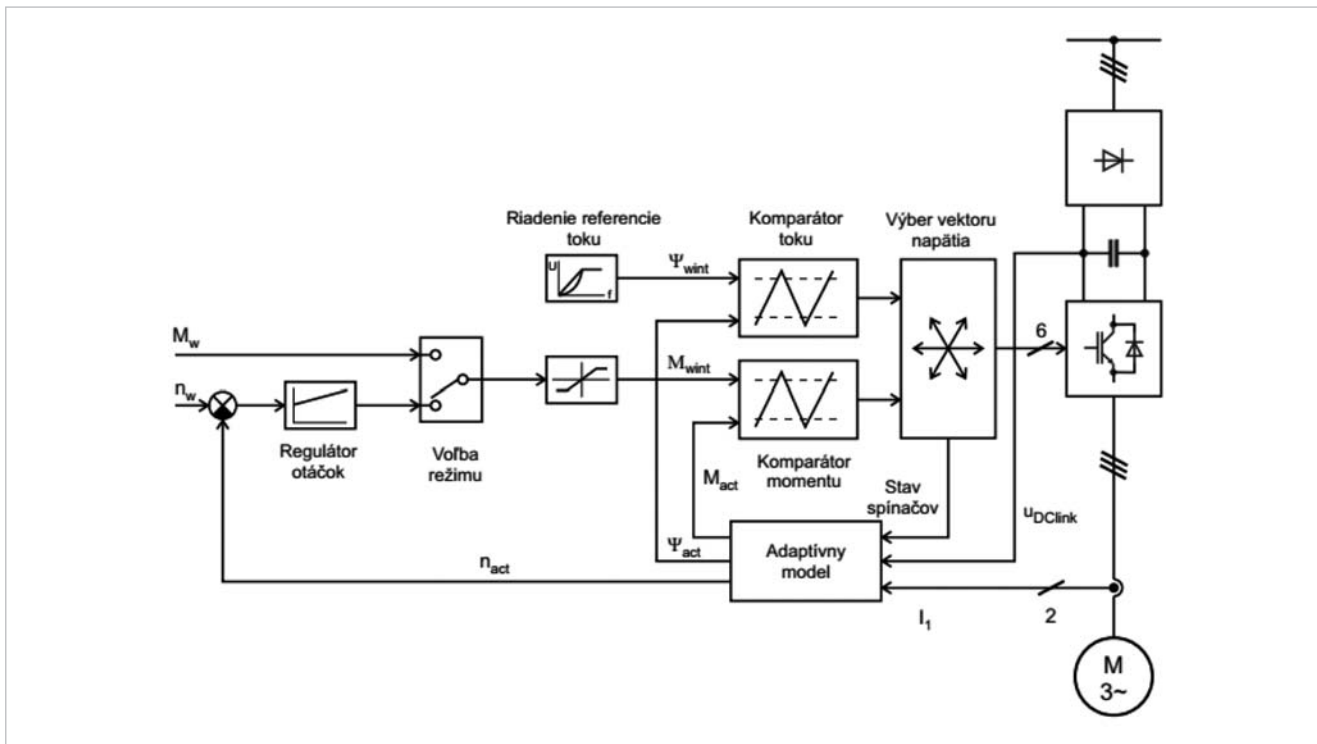 Riadenie referencie
toku
Komparátor
toku
Výber vektoru
napätia
U
f
Ψwint
Mw
nw
Mwint
6
Regulátor
otáčok
Voľba
režimu
Komparátor
momentu
Mact
Stav
spínačov
uDClink
Ψact
nact
Adaptívny
model
I1
2
M
3~